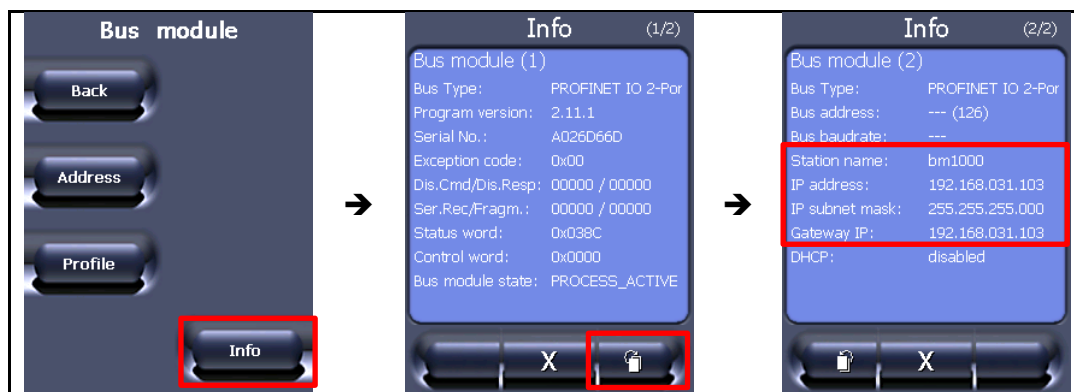 Bus module
Back
Address
Profile
Info
➔
Info (1/2)
Bus module (1)
Bus Type: PROFINET IO 2-Por
Program version: 2.11.1
Serial No.: A026D66D
Exception code: 0x00
Dis.Cmd/Dis.Resp: 00000 / 00000
Ser.Rec/Fragm.: 00000 / 00000
Status word: 0x038C
Control word: 0x0000
Bus module state: PROCESS_ACTIVE
X
➔
Info (2/2)
Bus module (2)
Bus Type: PROFINET IO 2-Por
Bus address: --- (126)
Bus baudrate: ---
Station name: bm1000
IP address: 192.168.031.103
IP subnet mask: 255.255.255.000
Gateway IP: 192.168.031.103
DHCP: disabled
X